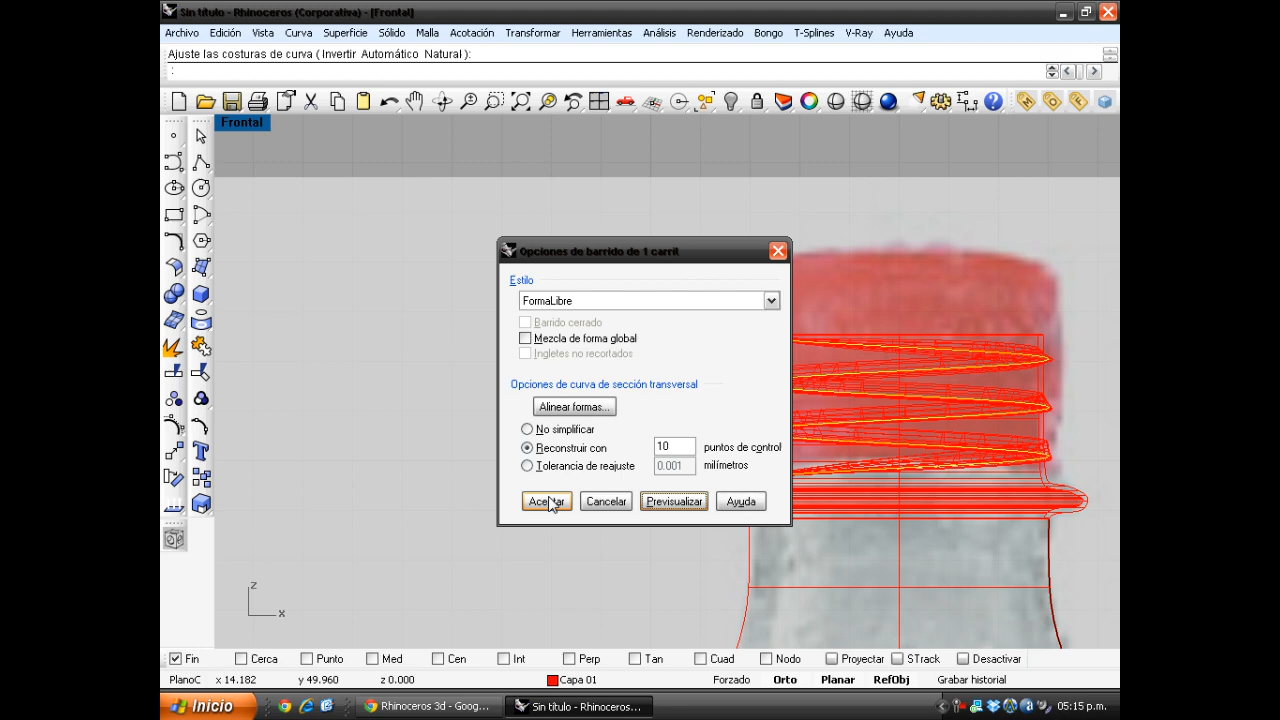 Sin título - Rhinoceros (Corporativa) - [Frontal]
Archivo Edición Vista Curva Superficie Sólido Malla Acotación Transformar Herramientas Análisis Renderizado Bongo T-Splines V-Ray Ayuda
Ajuste las costuras de curva ( Invertir Automático Natural ):
:
Frontal
Opciones de barrido de 1 carril
Estilo
FormaLibre
Barrido cerrado
Mezcla de forma global
Ingletes no recortados
Opciones de curva de sección transversal
Alinear formas...
No simplificar
Reconstruir con 10 puntos de control
Tolerancia de reajuste 0.001 milímetros
Aceptar Cancelar Previsualizar Ayuda
z
x
Fin Cerca Punto Med Cen Int Perp Tan Cuad Nodo Proyectar STrack Desactivar
PlanoC x 14.182 y 49.960 z 0.000 Capa 01 Forzado Orto Planar RefObj Grabar historial
Inicio Rhinoceros 3d - Goog... Sin título - Rhinoceros... 05:15 p.m.